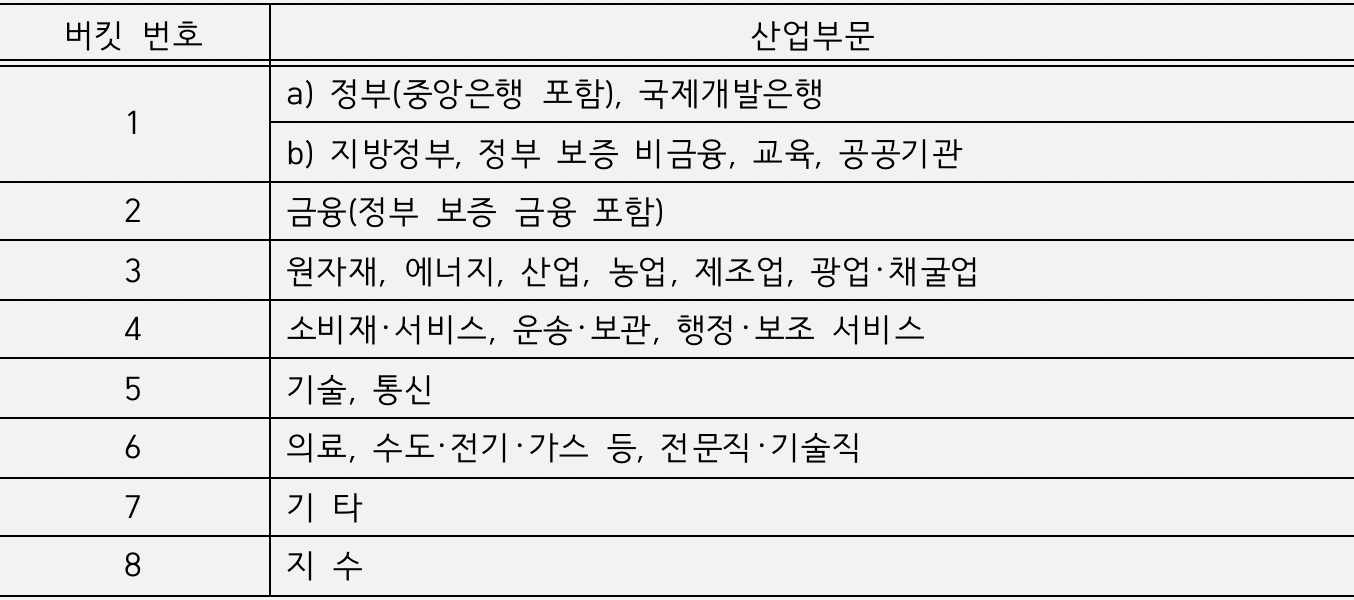 버킷 번호 산업부문
1
a) 정부(중앙은행 포함), 국제개발은행
b) 지방정부, 정부 보증 비금융, 교육, 공공기관
2 금융(정부 보증 금융 포함)
3 원자재, 에너지, 산업, 농업, 제조업, 광업·채굴업
4 소비재·서비스, 운송·보관, 행정·보조 서비스
5 기술, 통신
6 의료, 수도·전기·가스 등, 전문직·기술직
7 기 타
8 지 수